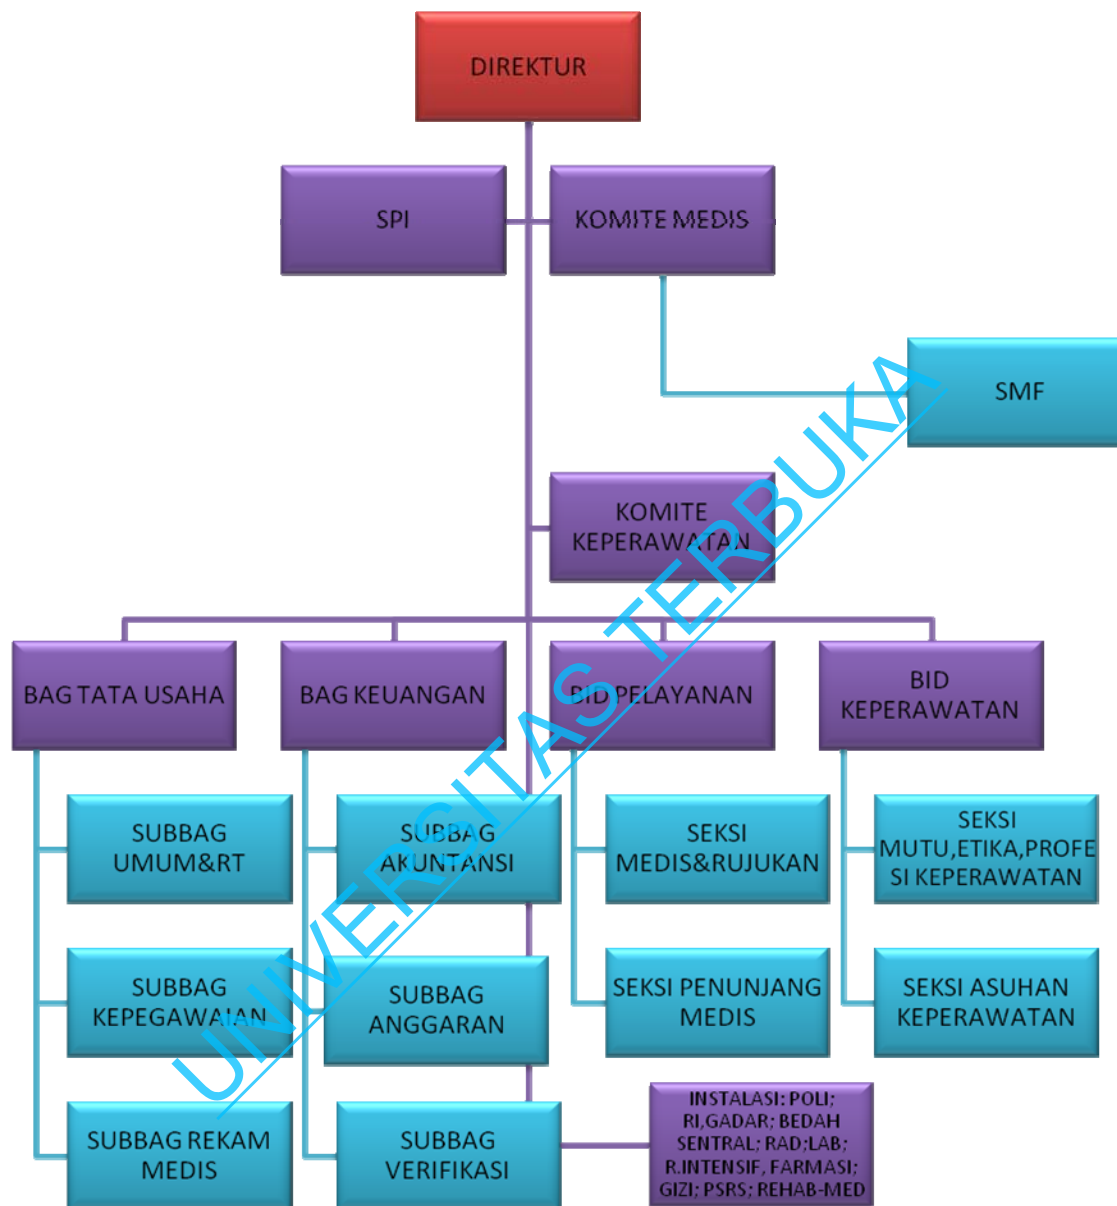 DIREKTUR
SPI
KOMITE MEDIS
SMF
KOMITE
KEPERAWATAN
BAG TATA USAHA
BAG KEUANGAN
BID PELAYANAN
BID
KEPERAWATAN
SUBBAG
UMUM&RT
SUBBAG
AKUNTANSI
SEKSI
MEDIS&RUJUKAN
SEKSI
MUTU,ETIKA,PROFE
SI KEPERAWATAN
SUBBAG
KEPEGAWAIAN
SUBBAG
ANGGARAN
SEKSI PENUNJANG
MEDIS
SEKSI ASUHAN
KEPERAWATAN
SUBBAG REKAM
MEDIS
SUBBAG
VERIFIKASI
INSTALASI: POLI;
RI,GADAR; BEDAH
SENTRAL; RAD;LAB;
R.INTENSIF, FARMASI;
GIZI; PSRS; REHAB-MED
UNIVERSITAS TERBUKA